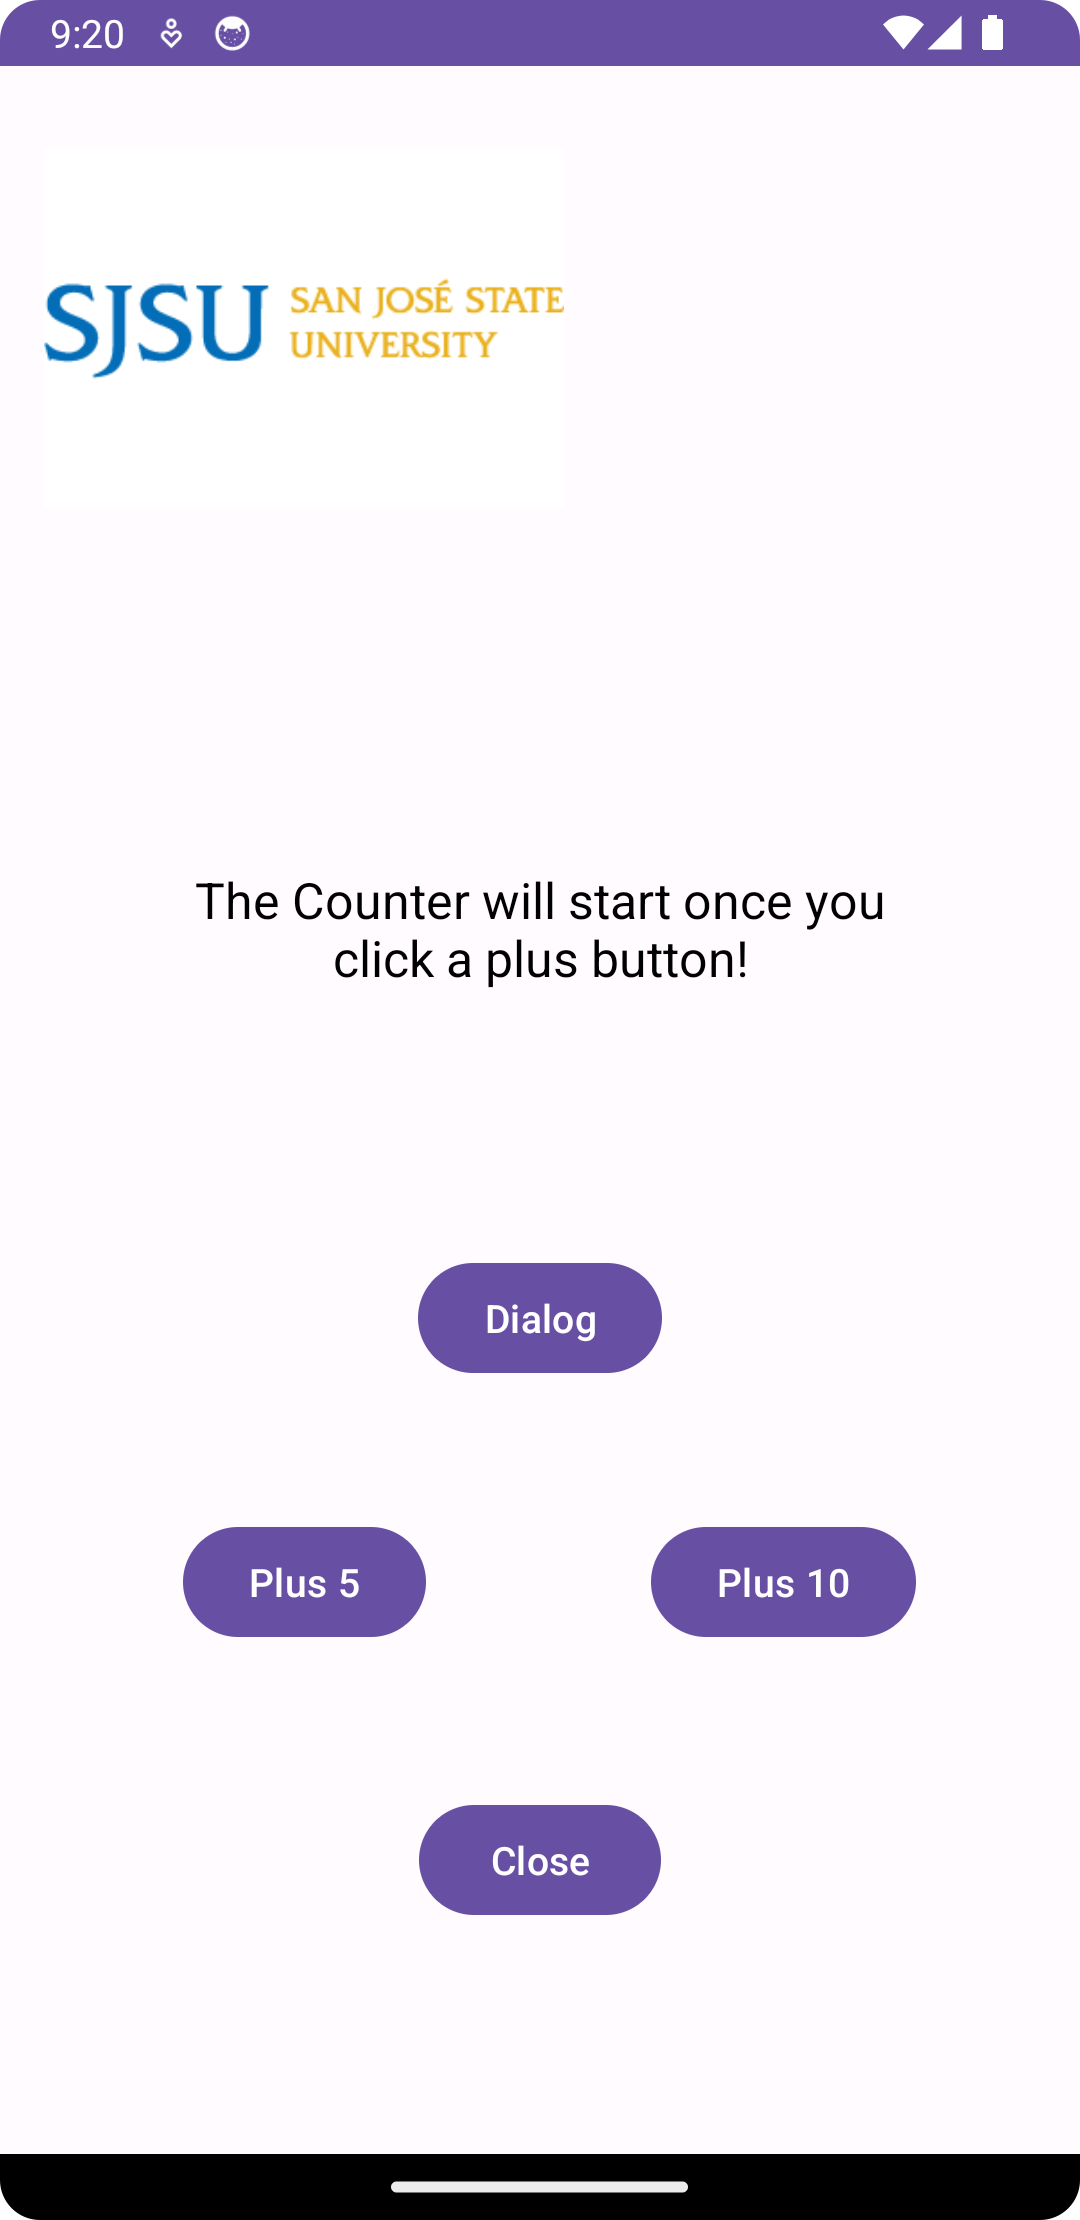 9:20
SJSU SAN JOSÉ STATE
UNIVERSITY
The Counter will start once you
click a plus button!
Dialog
Plus 5 Plus 10
Close